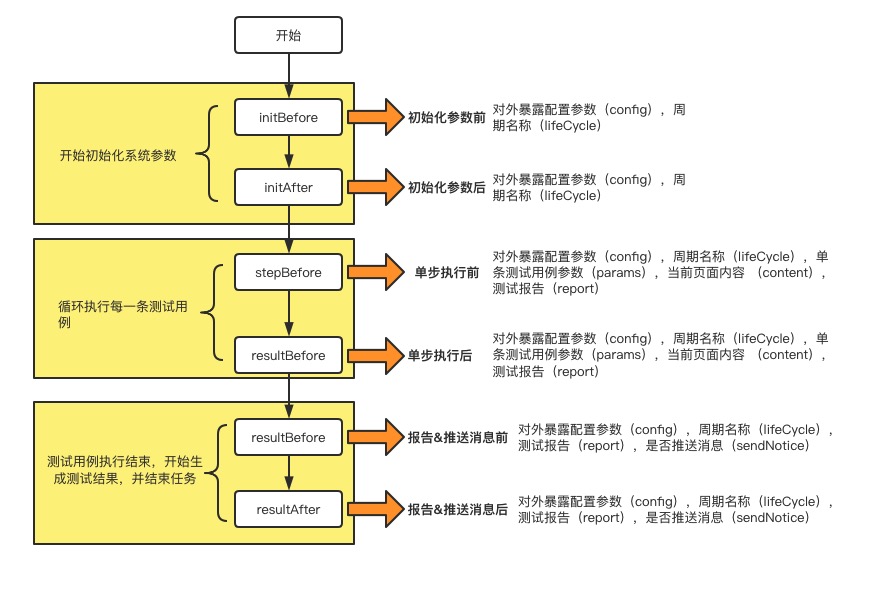 开始
initBefore
初始化参数前
对外暴露配置参数（config），周
期名称（lifeCycle）
开始初始化系统参数
initAfter
初始化参数后
对外暴露配置参数（config），周
期名称（lifeCycle）
stepBefore
单步执行前
对外暴露配置参数（config），周期名称（lifeCycle），单
条测试用例参数（params），当前页面内容 （content），
测试报告（report）
循环执行每一条测试用
例
resultBefore
单步执行后
对外暴露配置参数（config），周期名称（lifeCycle），单
条测试用例参数（params），当前页面内容 （content），
测试报告（report）
resultBefore
报告&推送消息前
对外暴露配置参数（config），周期名称（lifeCycle），
测试报告（report），是否推送消息（sendNotice）
测试用例执行结束，开始生
成测试结果，并结束任务
resultAfter
报告&推送消息后
对外暴露配置参数（config），周期名称（lifeCycle），
测试报告（report），是否推送消息（sendNotice）